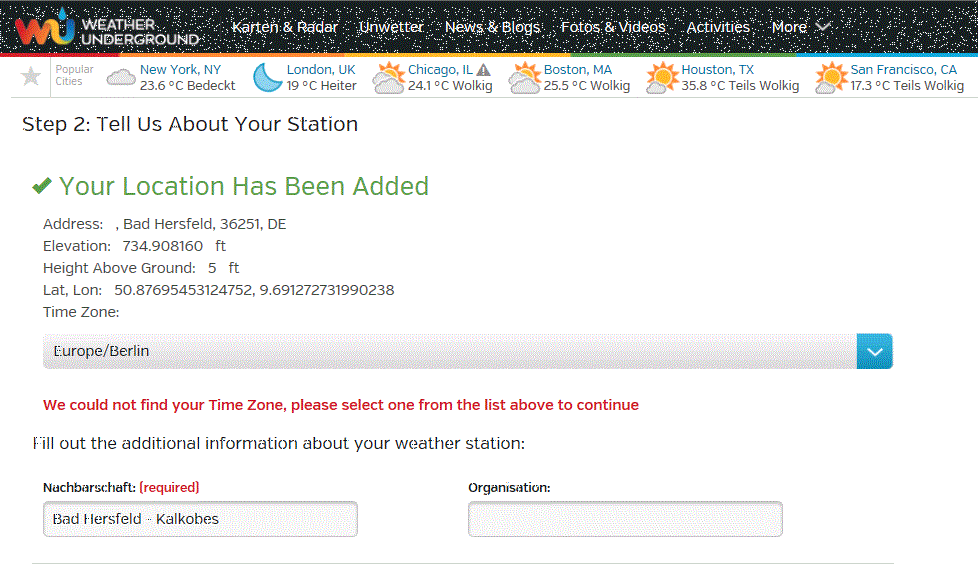 WEATHER
UNDERGROUND
Karten & Radar Unwetter News & Blogs Fotos & Videos Activities More
Popular
Cities
New York, NY
23.6 °C Bedeckt
London, UK
19 °C Heiter
Chicago, IL
24.1 °C Wolkig
Boston, MA
25.5 °C Wolkig
Houston, TX
35.8 °C Teils Wolkig
San Francisco, CA
17.3 °C Teils Wolkig
Step 2: Tell Us About Your Station
Your Location Has Been Added
Address: , Bad Hersfeld, 36251, DE
Elevation: 734.908160 ft
Height Above Ground: 5 ft
Lat, Lon: 50.87695453124752, 9.691272731990238
Time Zone:
Europe/Berlin
We could not find your Time Zone, please select one from the list above to continue
Fill out the additional information about your weather station:
Nachbarschaft: (required) Organisation:
Bad Hersfeld - Kalkobes